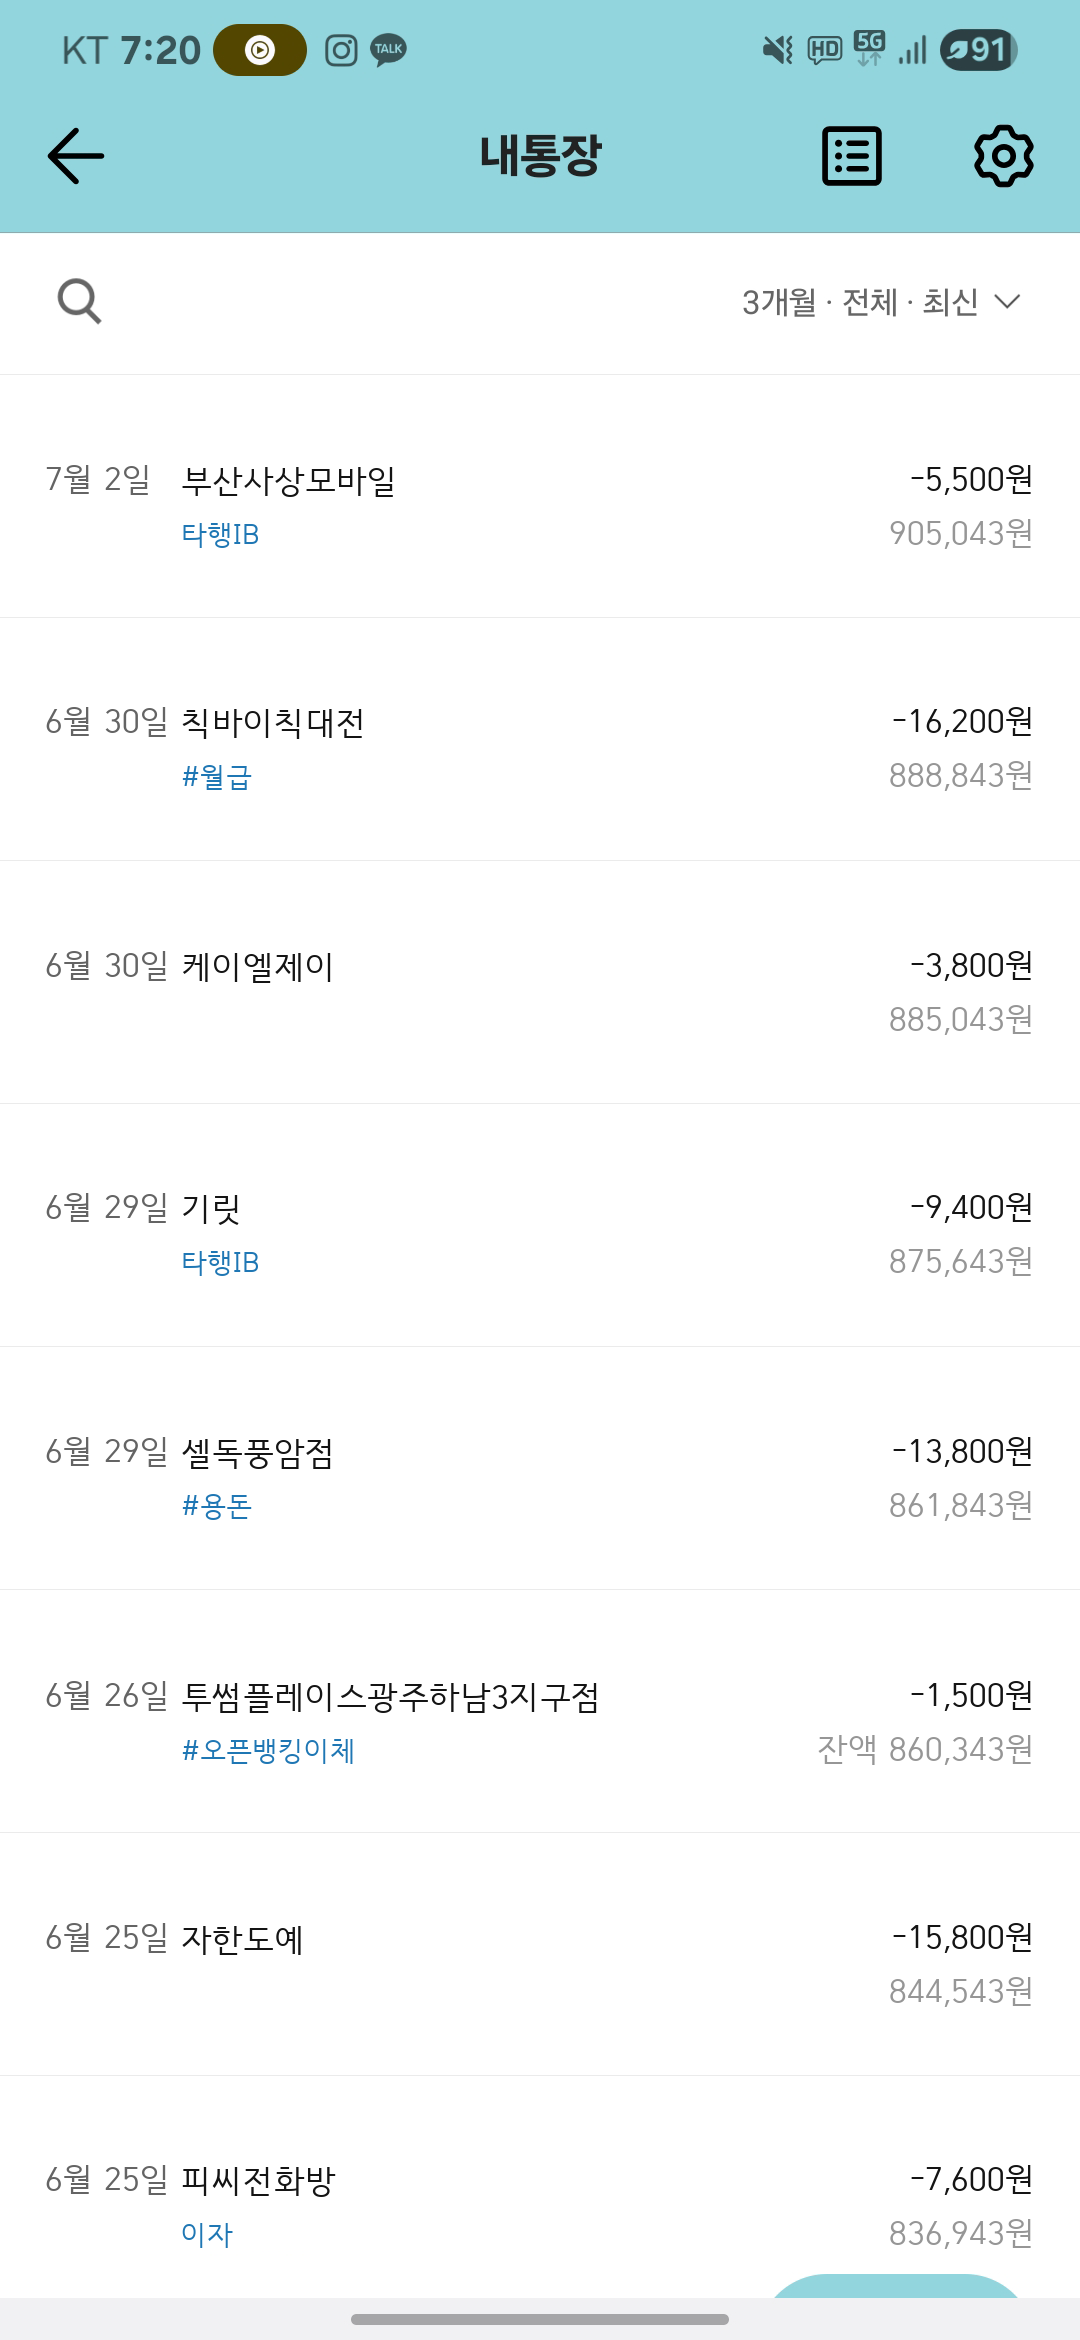 KT 7:20 TALK HD 5G 91
내통장
3개월 · 전체 · 최신
7월 2일 부산사상모바일 -5,500원
타행IB 905,043원
6월 30일 칙바이칙대전 -16,200원
#월급 888,843원
6월 30일 케이엘제이 -3,800원
885,043원
6월 29일 기릿 -9,400원
타행IB 875,643원
6월 29일 셀독풍암점 -13,800원
#용돈 861,843원
6월 26일 투썸플레이스광주하남3지구점 -1,500원
#오픈뱅킹이체 잔액 860,343원
6월 25일 자한도예 -15,800원
844,543원
6월 25일 피씨전화방 -7,600원
이자 836,943원